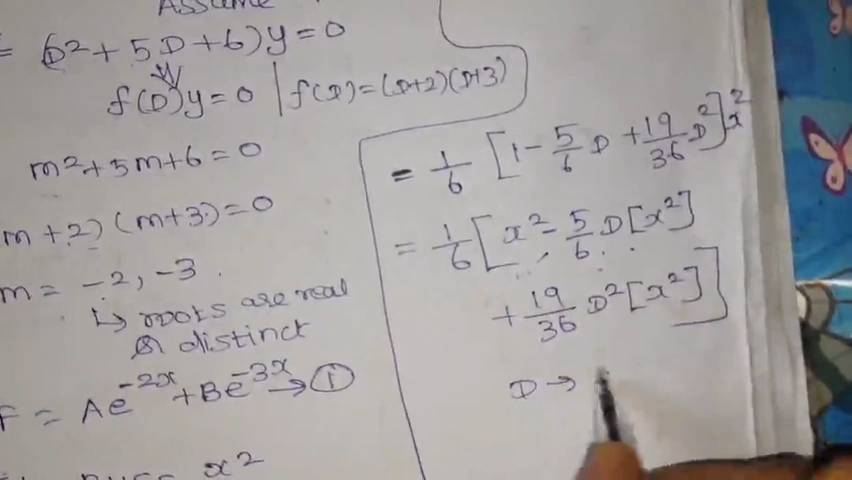 Assume
= (D² + 5D + 6)y = 0
f(D)y = 0 | f(D) = (D+2)(D+3)
m² + 5m + 6 = 0
m + 2) (m+3) = 0
m = -2, -3.
↳ roots are real
& distinct
F = Ae^{-2x} + Be^{-3x} → ①
x²
= 1/6 [1 - 5/6 D + 19/36 D²] x²
= 1/6 [x² - 5/6 D[x²]
+ 19/36 D²[x²]]
D →